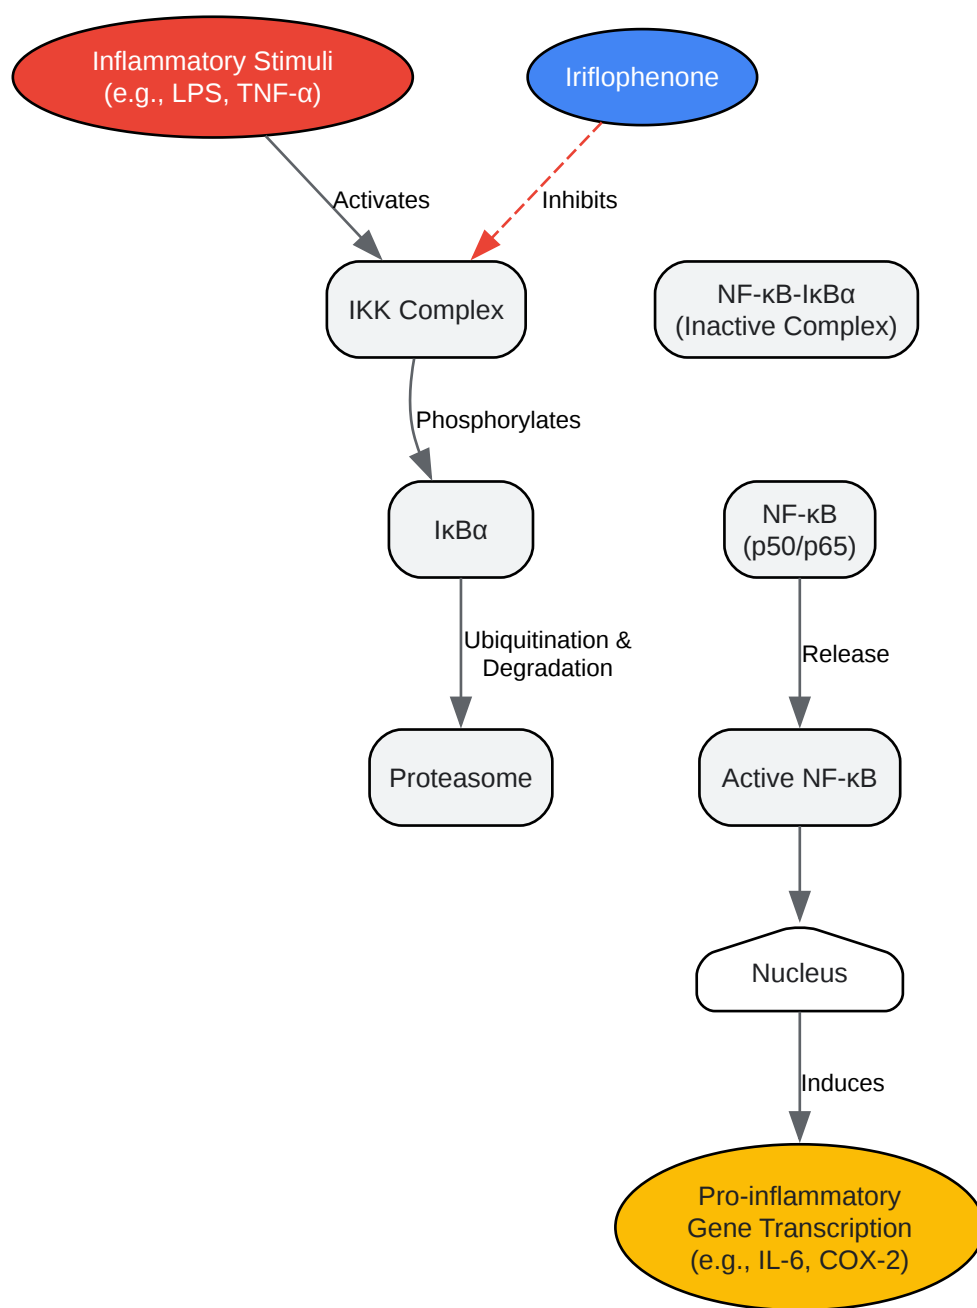 Inflammatory Stimuli
(e.g., LPS, TNF-α)
Iriflophenone
Activates
Inhibits
IKK Complex
NF-κB-IκBα
(Inactive Complex)
Phosphorylates
IκBα
NF-κB
(p50/p65)
Ubiquitination &
Degradation
Release
Proteasome
Active NF-κB
Nucleus
Induces
Pro-inflammatory
Gene Transcription
(e.g., IL-6, COX-2)